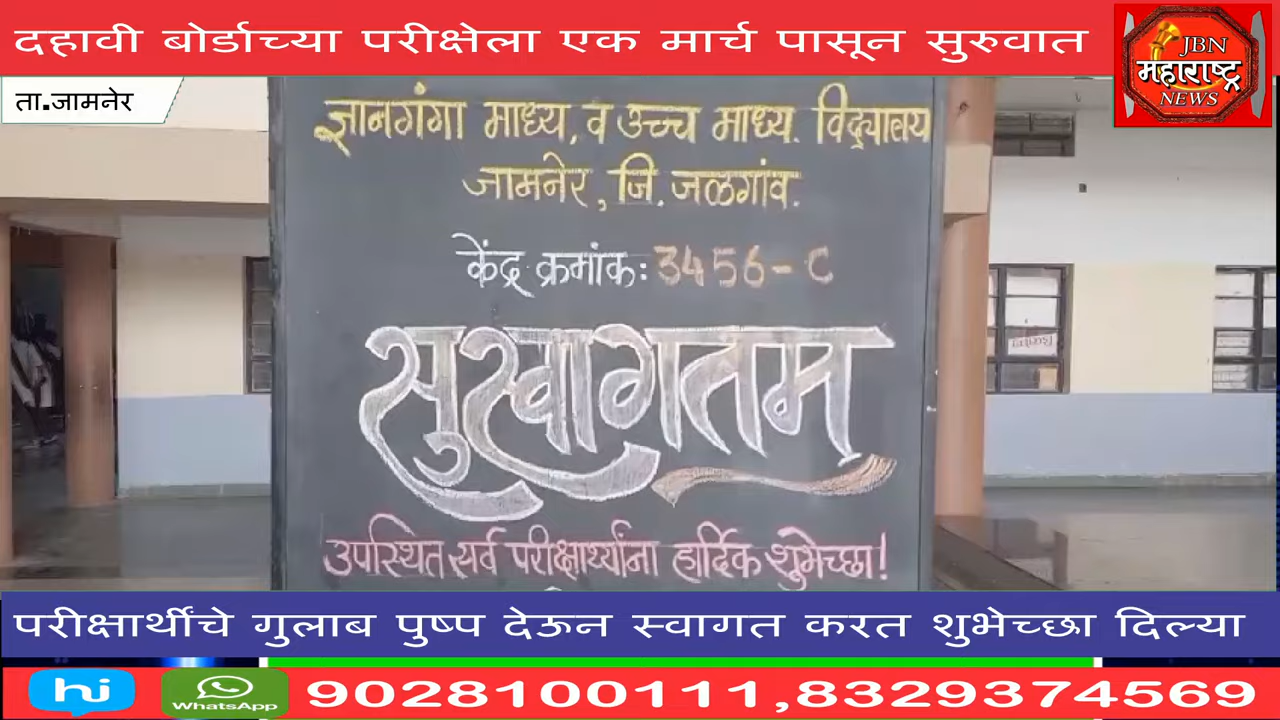 दहावी बोर्डाच्या परीक्षेला एक मार्च पासून सुरुवात
JBN
महाराष्ट्र
NEWS
ता.जामनेर
ज्ञानगंगा माध्य. व उच्च माध्य. विद्यालय
जामनेर, जि. जळगांव.
केंद्र क्रमांक: 3456-C
सुस्वागतम
उपस्थित सर्व परीक्षार्थ्यांना हार्दिक शुभेच्छा!
परीक्षार्थींचे गुलाब पुष्प देऊन स्वागत करत शुभेच्छा दिल्या
hi
WhatsApp
9028100111,8329374569